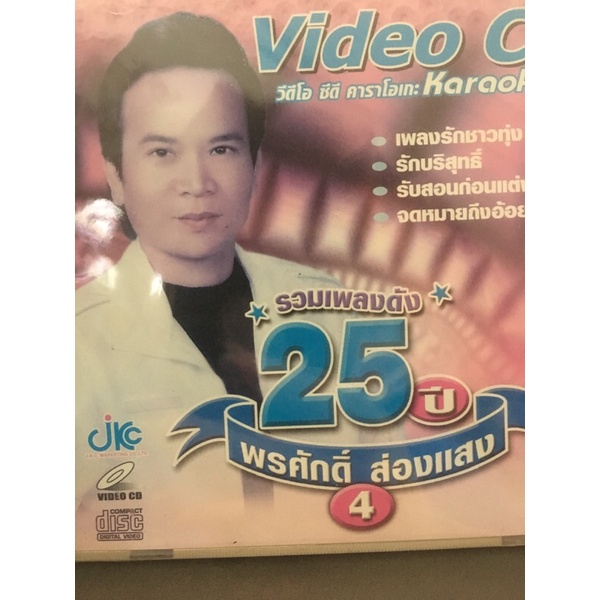 Video C
วีดีโอ ซีดี คาราโอเกะ Karaok
เพลงรักชาวทุ่ง
รักบริสุทธิ์
รับสอนก่อนแต่ง
จดหมายถึงอ้อย
รวมเพลงดัง
25 ปี
พรศักดิ์ ส่องแสง
4
JKC
VIDEO CD
COMPACT
disc
DIGITAL VIDEO